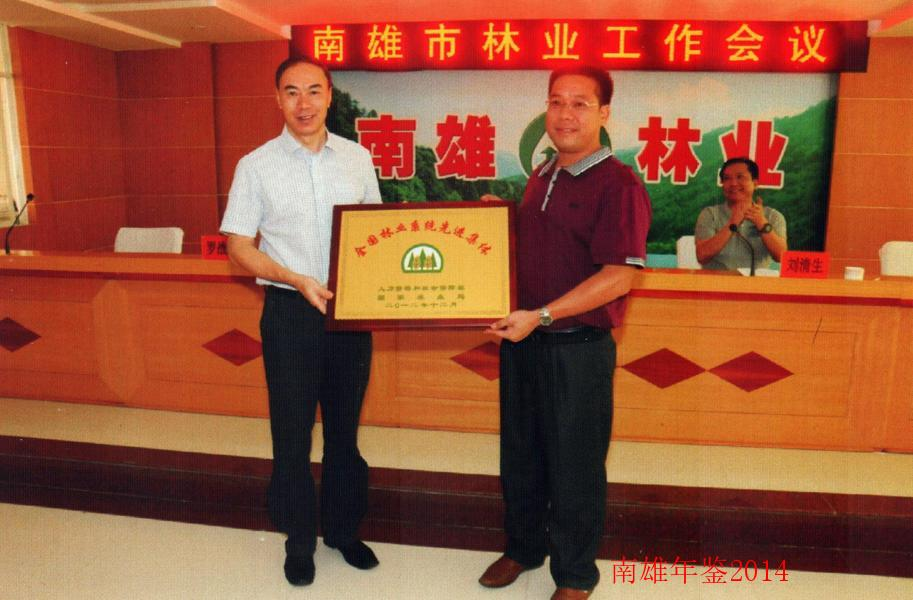 南雄市林业工作会议
南雄 林业
全国林业系统先进集体
人力资源和社会保障部
国家林业局
二〇一二年十二月
刘清生
南雄年鉴2014